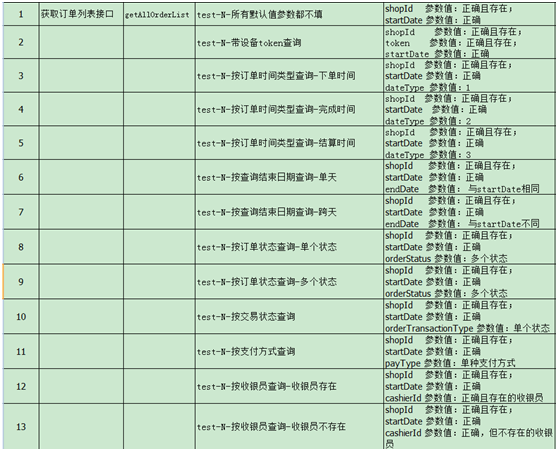 1 获取订单列表接口 getAllOrderList test-N-所有默认值参数都不填 shopId 参数值：正确且存在；
startDate 参数值：正确
2 test-N-带设备token查询 shopId 参数值：正确且存在；
token 参数值：正确且存在；
startDate 参数值：正确
3 test-N-按订单时间类型查询-下单时间 shopId 参数值：正确且存在；
startDate 参数值：正确
dateType 参数值：1
4 test-N-按订单时间类型查询-完成时间 shopId 参数值：正确且存在；
startDate 参数值：正确
dateType 参数值：2
5 test-N-按订单时间类型查询-结算时间 shopId 参数值：正确且存在；
startDate 参数值：正确
dateType 参数值：3
6 test-N-按查询结束日期查询-单天 shopId 参数值：正确且存在；
startDate 参数值：正确
endDate 参数值： 与startDate相同
7 test-N-按查询结束日期查询-跨天 shopId 参数值：正确且存在；
startDate 参数值：正确
endDate 参数值： 与startDate不同
8 test-N-按订单状态查询-单个状态 shopId 参数值：正确且存在；
startDate 参数值：正确
orderStatus 参数值：多个状态
9 test-N-按订单状态查询-多个状态 shopId 参数值：正确且存在；
startDate 参数值：正确
orderStatus 参数值：多个状态
10 test-N-按交易状态查询 shopId 参数值：正确且存在；
startDate 参数值：正确
orderTransactionType 参数值：单个状态
11 test-N-按支付方式查询 shopId 参数值：正确且存在；
startDate 参数值：正确
payType 参数值：单种支付方式
12 test-N-按收银员查询-收银员存在 shopId 参数值：正确且存在；
startDate 参数值：正确
cashierId 参数值：正确且存在的收银员
13 test-N-按收银员查询-收银员不存在 shopId 参数值：正确且存在；
startDate 参数值：正确
cashierId 参数值：正确，但不存在的收银
员